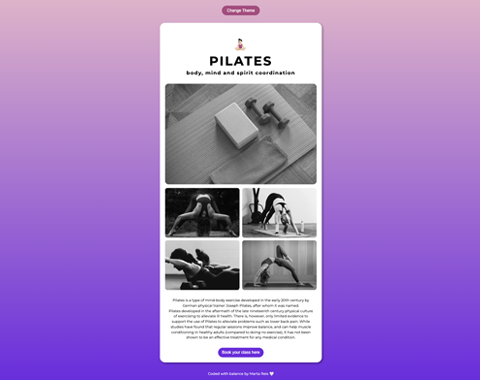 Change Theme
PILATES
body, mind and spirit coordination
Pilates is a type of mind-body exercise developed in the early 20th century by
German physical trainer Joseph Pilates, after whom it was named.
Pilates developed in the aftermath of the late nineteenth century physical culture
of exercising to alleviate ill health. There is, however, only limited evidence to
support the use of Pilates to alleviate problems such as lower back pain. While
studies have found that regular sessions improve balance, and can help muscle
conditioning in healthy adults (compared to doing no exercise), it has not been
shown to be an effective treatment for any medical condition.
Book your class here.
Coded with balance by Marta Reis 🤍